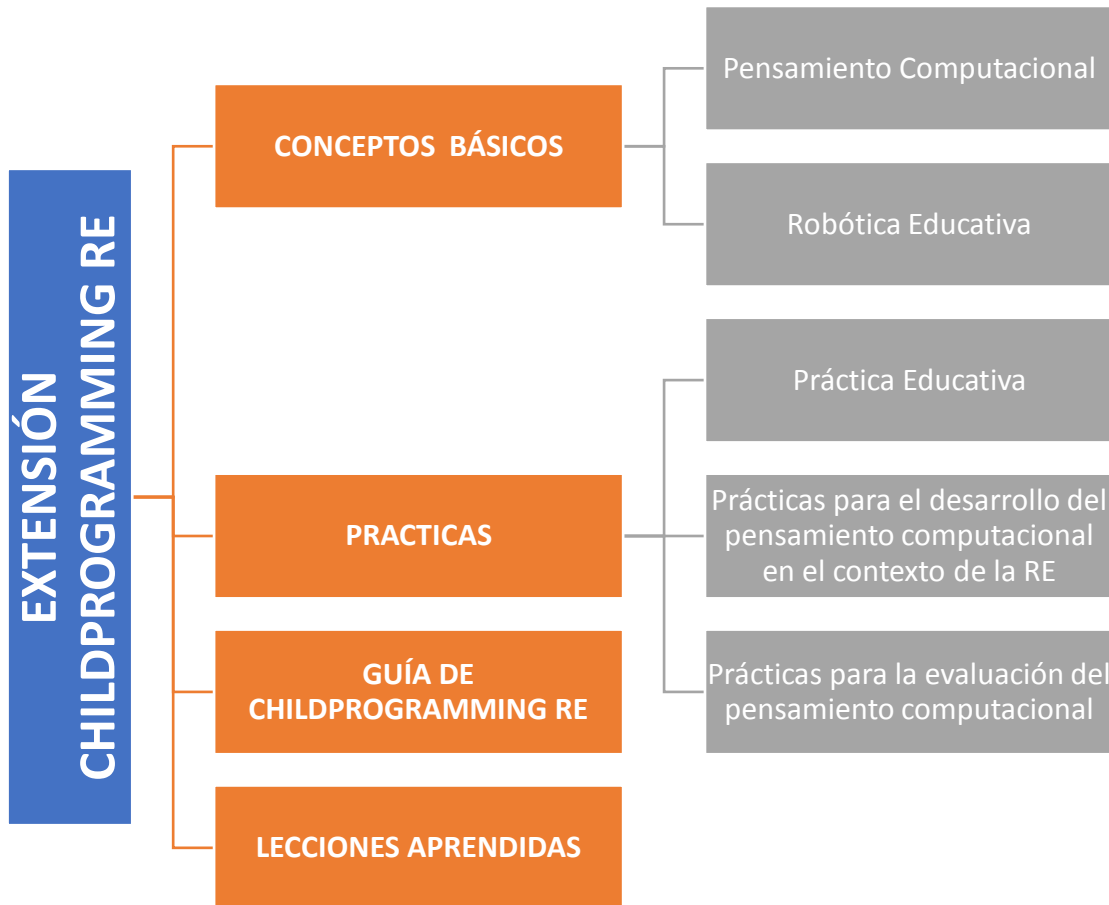 EXTENSIÓN
CHILDPROGRAMMING RE
CONCEPTOS BÁSICOS
Pensamiento Computacional
Robótica Educativa
PRACTICAS
Práctica Educativa
Prácticas para el desarrollo del
pensamiento computacional
en el contexto de la RE
Prácticas para la evaluación del
pensamiento computacional
GUÍA DE
CHILDPROGRAMMING RE
LECCIONES APRENDIDAS